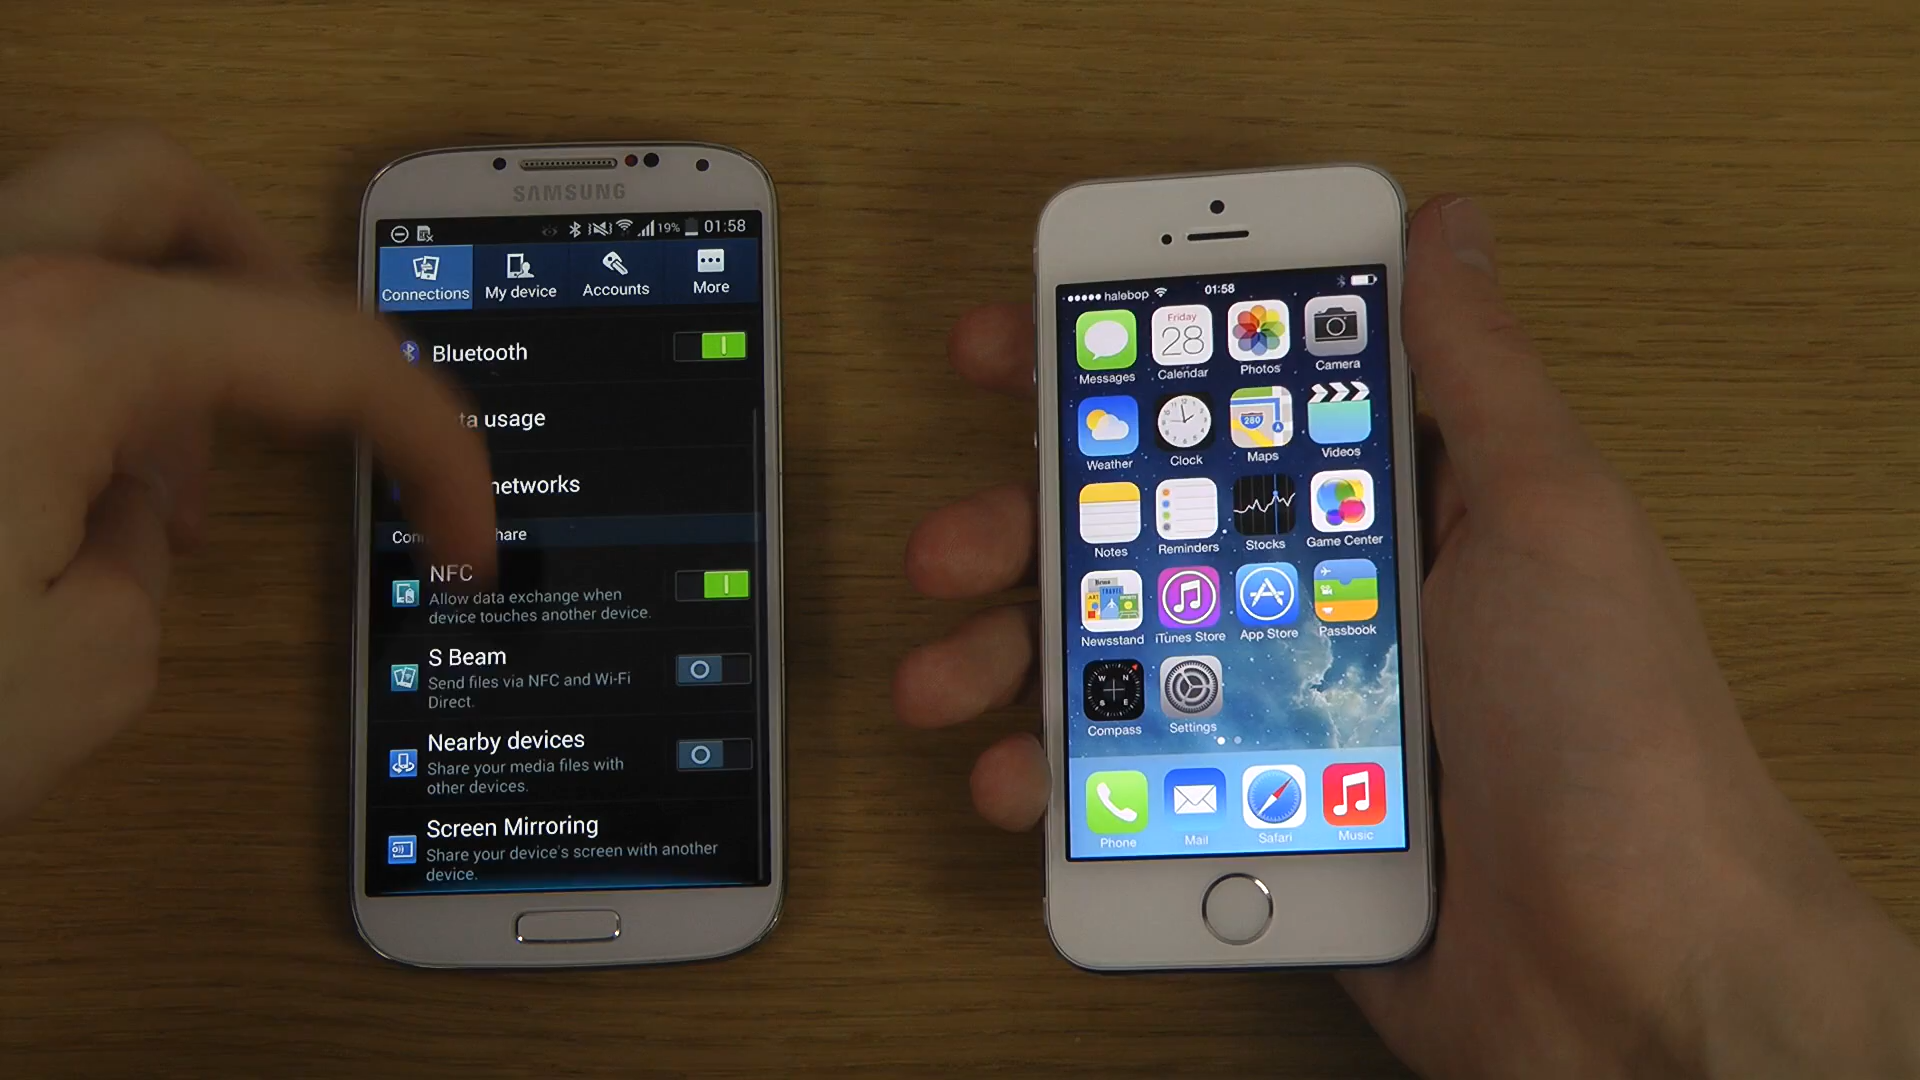 SAMSUNG
19% 01:58
Connections My device Accounts More
Bluetooth
ta usage
networks
Con hare
NFC
Allow data exchange when
device touches another device.
S Beam
Send files via NFC and Wi-Fi
Direct.
Nearby devices
Share your media files with
other devices.
Screen Mirroring
Share your device's screen with another
device.
halebop 01:58
Friday
28
Messages Calendar Photos Camera
280
Weather Clock Maps Videos
Notes Reminders Stocks Game Center
News
ART TRAVEL
Newsstand iTunes Store App Store Passbook
W N
S E
Compass Settings
Phone Mail Safari Music